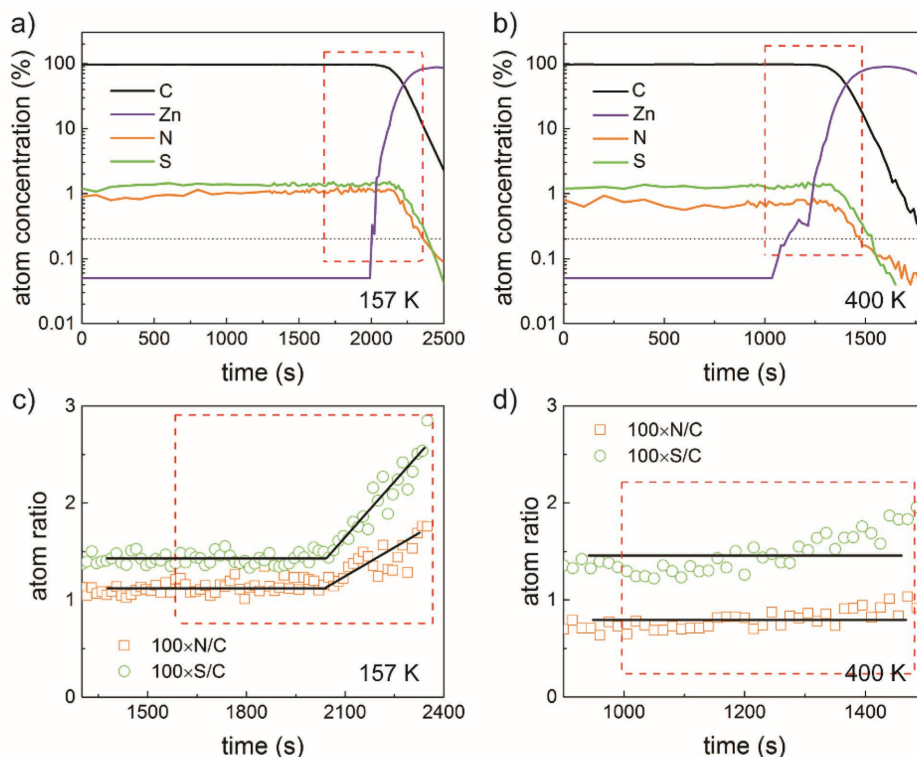 a)
atom concentration (%)
100
10
1
0.1
0.01
C
Zn
N
S
157 K
0 500 1000 1500 2000 2500
time (s)
b)
atom concentration (%)
100
10
1
0.1
0.01
C
Zn
N
S
400 K
0 500 1000 1500
time (s)
c)
atom ratio
3
2
1
0
100×N/C
100×S/C
157 K
1500 1800 2100 2400
time (s)
d)
atom ratio
3
2
1
0
100×N/C
100×S/C
400 K
1000 1200 1400
time (s)